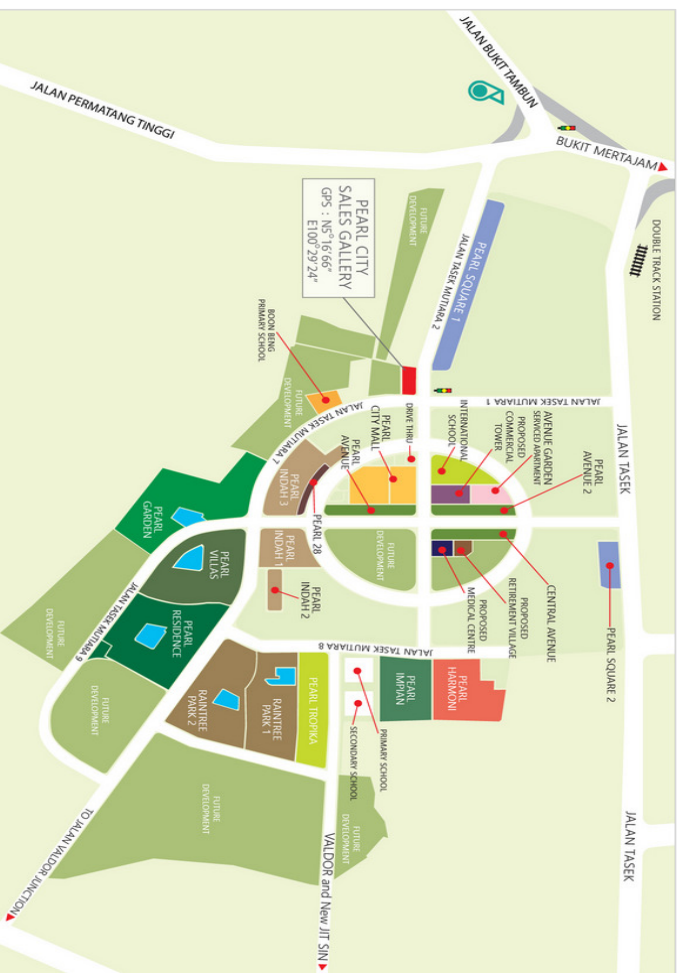 JALAN BUKIT TAMBUN
BUKIT MERTAJAM
JALAN PERMATANG TINGGI
DOUBLE TRACK STATION
PEARL CITY
SALES GALLERY
GPS : N5°16'66"
E100°29'24"
FUTURE
DEVELOPMENT
PEARL SQUARE 1
JALAN TASEK MUTIARA 2
BOON BENG
PRIMARY SCHOOL
FUTURE
DEVELOPMENT
JALAN TASEK MUTIARA 7
DRIVE THRU
JALAN TASEK MUTIARA 1
JALAN TASEK
PEARL
CITY MALL
PEARL
AVENUE
INTERNATIONAL
SCHOOL
PROPOSED
COMMERCIAL
TOWER
AVENUE GARDEN
SERVICED APARTMENT
PEARL
AVENUE 2
PEARL
INDAH 3
PEARL 28
PEARL
GARDEN
PEARL
VILLAS
PEARL
INDAH 1
PEARL
INDAH 2
FUTURE
DEVELOPMENT
PROPOSED
MEDICAL CENTRE
PROPOSED
RETIREMENT VILLAGE
CENTRAL AVENUE
PEARL SQUARE 2
FUTURE
DEVELOPMENT
JALAN TASEK MUTIARA 9
PEARL
RESIDENCE
JALAN TASEK MUTIARA 8
PEARL
IMPIAN
PEARL
HARMONI
FUTURE
DEVELOPMENT
RAINTREE
PARK 2
RAINTREE
PARK 1
PEARL TROPIKA
PRIMARY SCHOOL
SECONDARY SCHOOL
FUTURE
DEVELOPMENT
FUTURE
DEVELOPMENT
JALAN TASEK
TO JALAN VALDOR JUNCTION
VALDOR and New JIT SIN